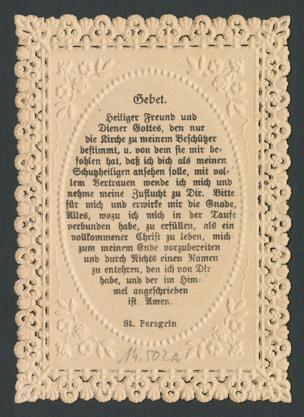 Gebet.
Heiliger Freund und
Diener Gottes, den nur
die Kirche zu meinem Beschützer
bestimmt, u. von dem sie mir be-
fohlen hat, daß ich dich als meinen
Schutzheiligen ansehen solle, mit vol-
lem Vertrauen wende ich mich und
nehme meine Zuflucht zu Dir. Bitte
für mich und erwirke mir die Gnade,
Alles, wozu ich mich in der Taufe
verbunden habe, zu erfüllen, als ein
vollkommener Christ zu leben, mich
zum meinem Ende vorzubereiten
und durch Nichts einen Namen
zu entehren, den ich von Dir
habe, und der im Him-
mel angeschrieben
ist. Amen.
St. Peregrin
14.502A